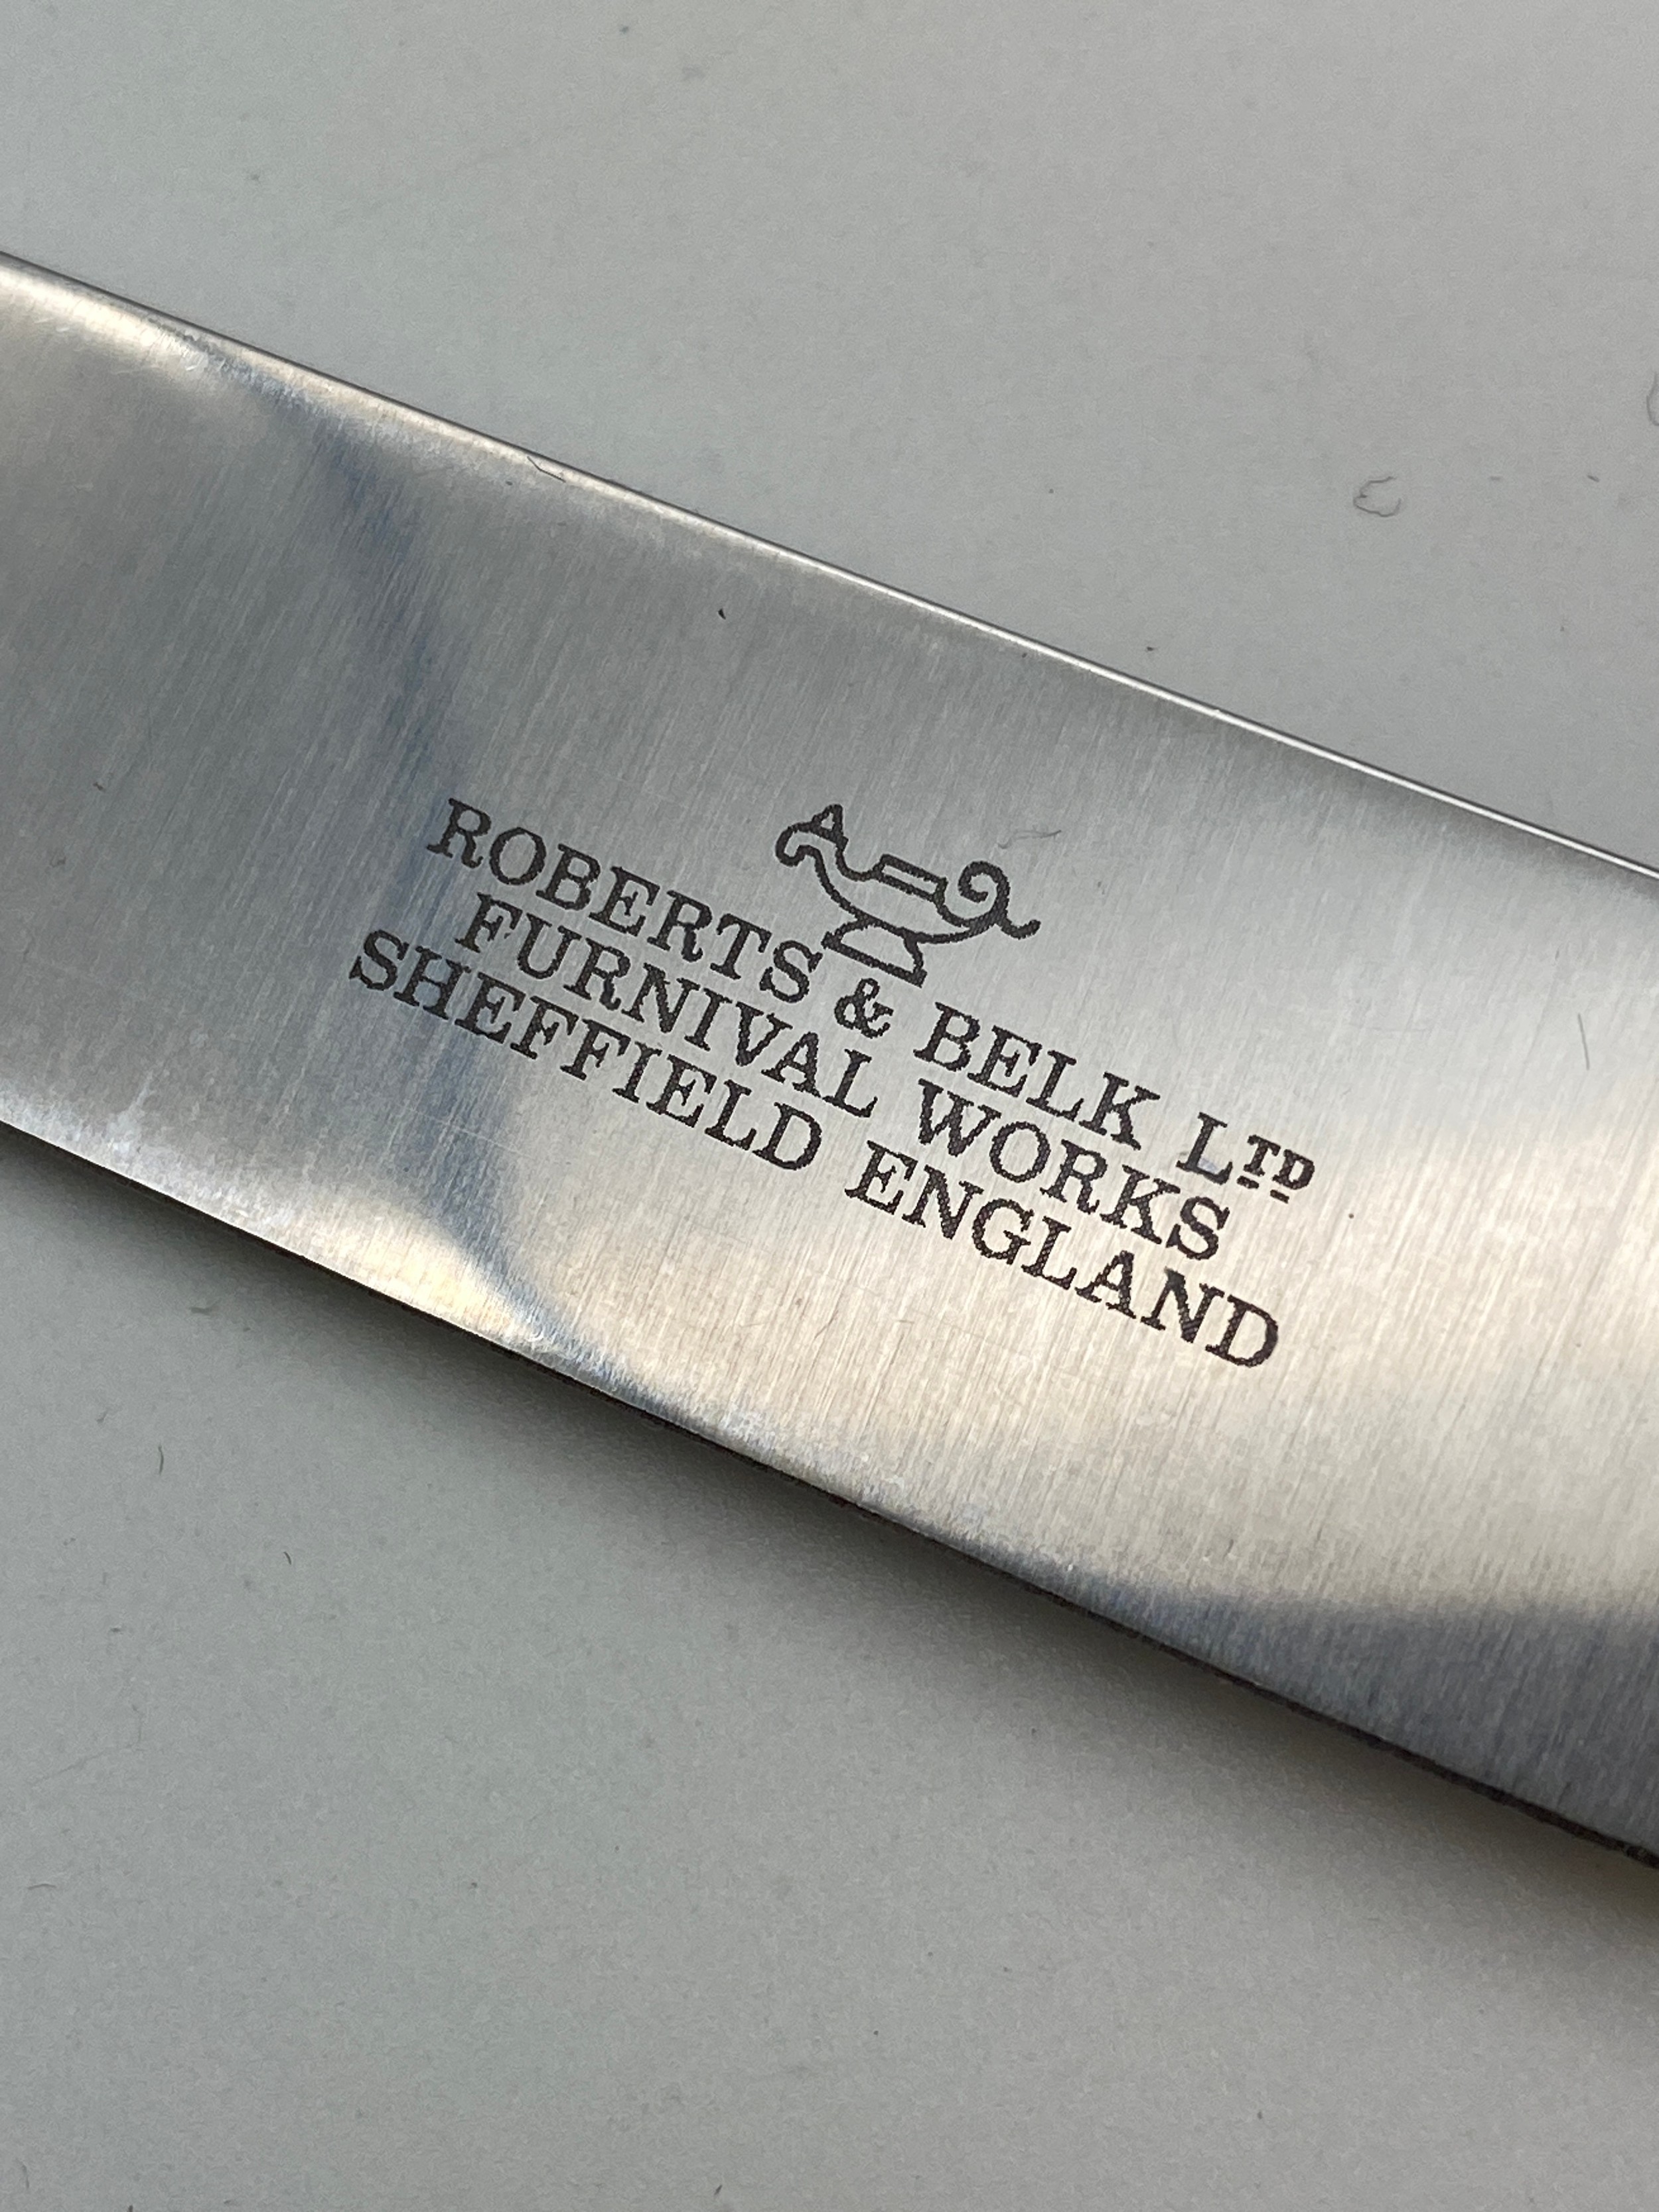 ROBERTS & BELK LTD
FURNIVAL WORKS
SHEFFIELD ENGLAND